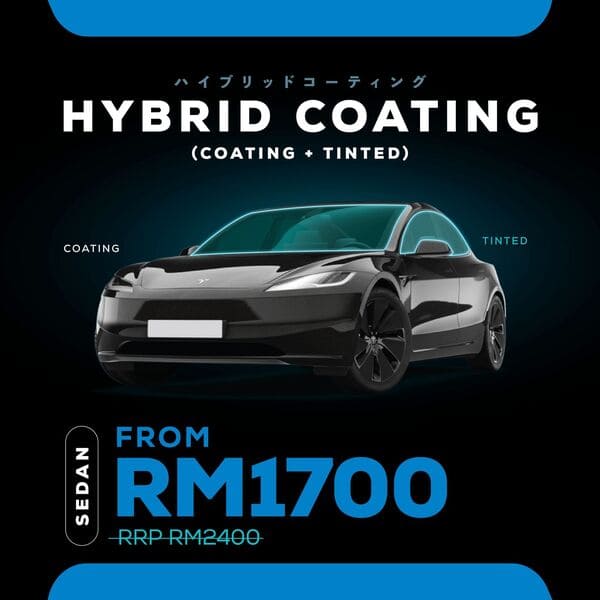 ハイブリッドコーティング
HYBRID COATING
(COATING + TINTED)
COATING
TINTED
SEDAN
FROM
RM1700
RRP RM2400